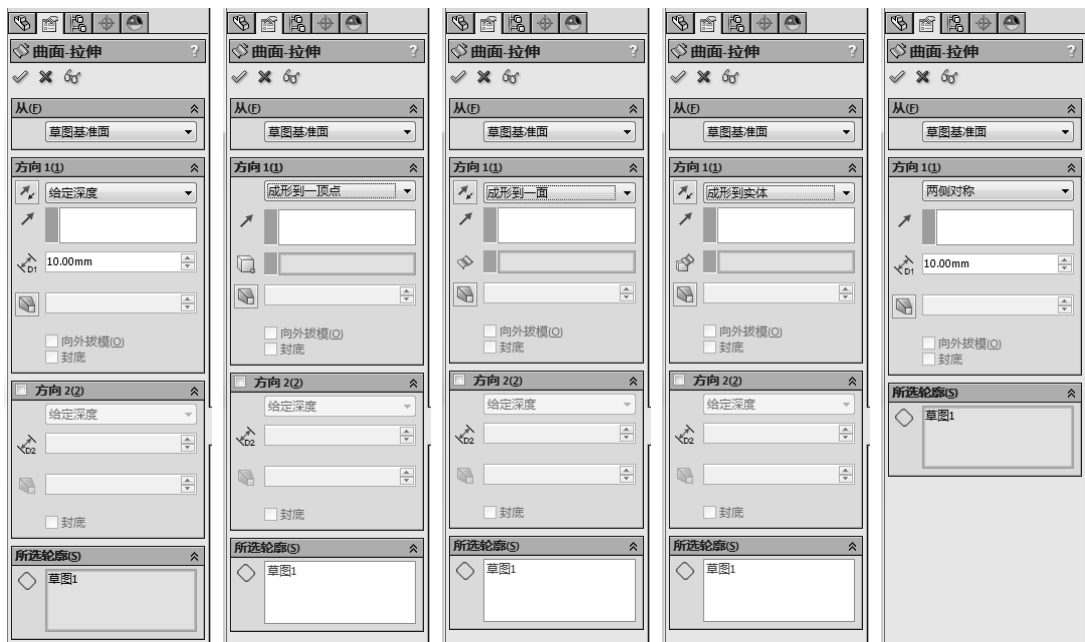 曲面-拉伸 ?
从(F)
草图基准面
方向1(1)
给定深度
D1 10.00mm
向外拔模(O)
封底
方向2(2)
给定深度
D2
封底
所选轮廓(S)
草图1
曲面-拉伸 ?
从(F)
草图基准面
方向1(1)
成形到一顶点
向外拔模(O)
封底
方向2(2)
给定深度
D2
封底
所选轮廓(S)
草图1
曲面-拉伸 ?
从(F)
草图基准面
方向1(1)
成形到一面
向外拔模(O)
封底
方向2(2)
给定深度
D2
封底
所选轮廓(S)
草图1
曲面-拉伸 ?
从(F)
草图基准面
方向1(1)
成形到实体
向外拔模(O)
封底
方向2(2)
给定深度
D2
封底
所选轮廓(S)
草图1
曲面-拉伸 ?
从(F)
草图基准面
方向1(1)
两侧对称
D1 10.00mm
向外拔模(O)
封底
所选轮廓(S)
草图1